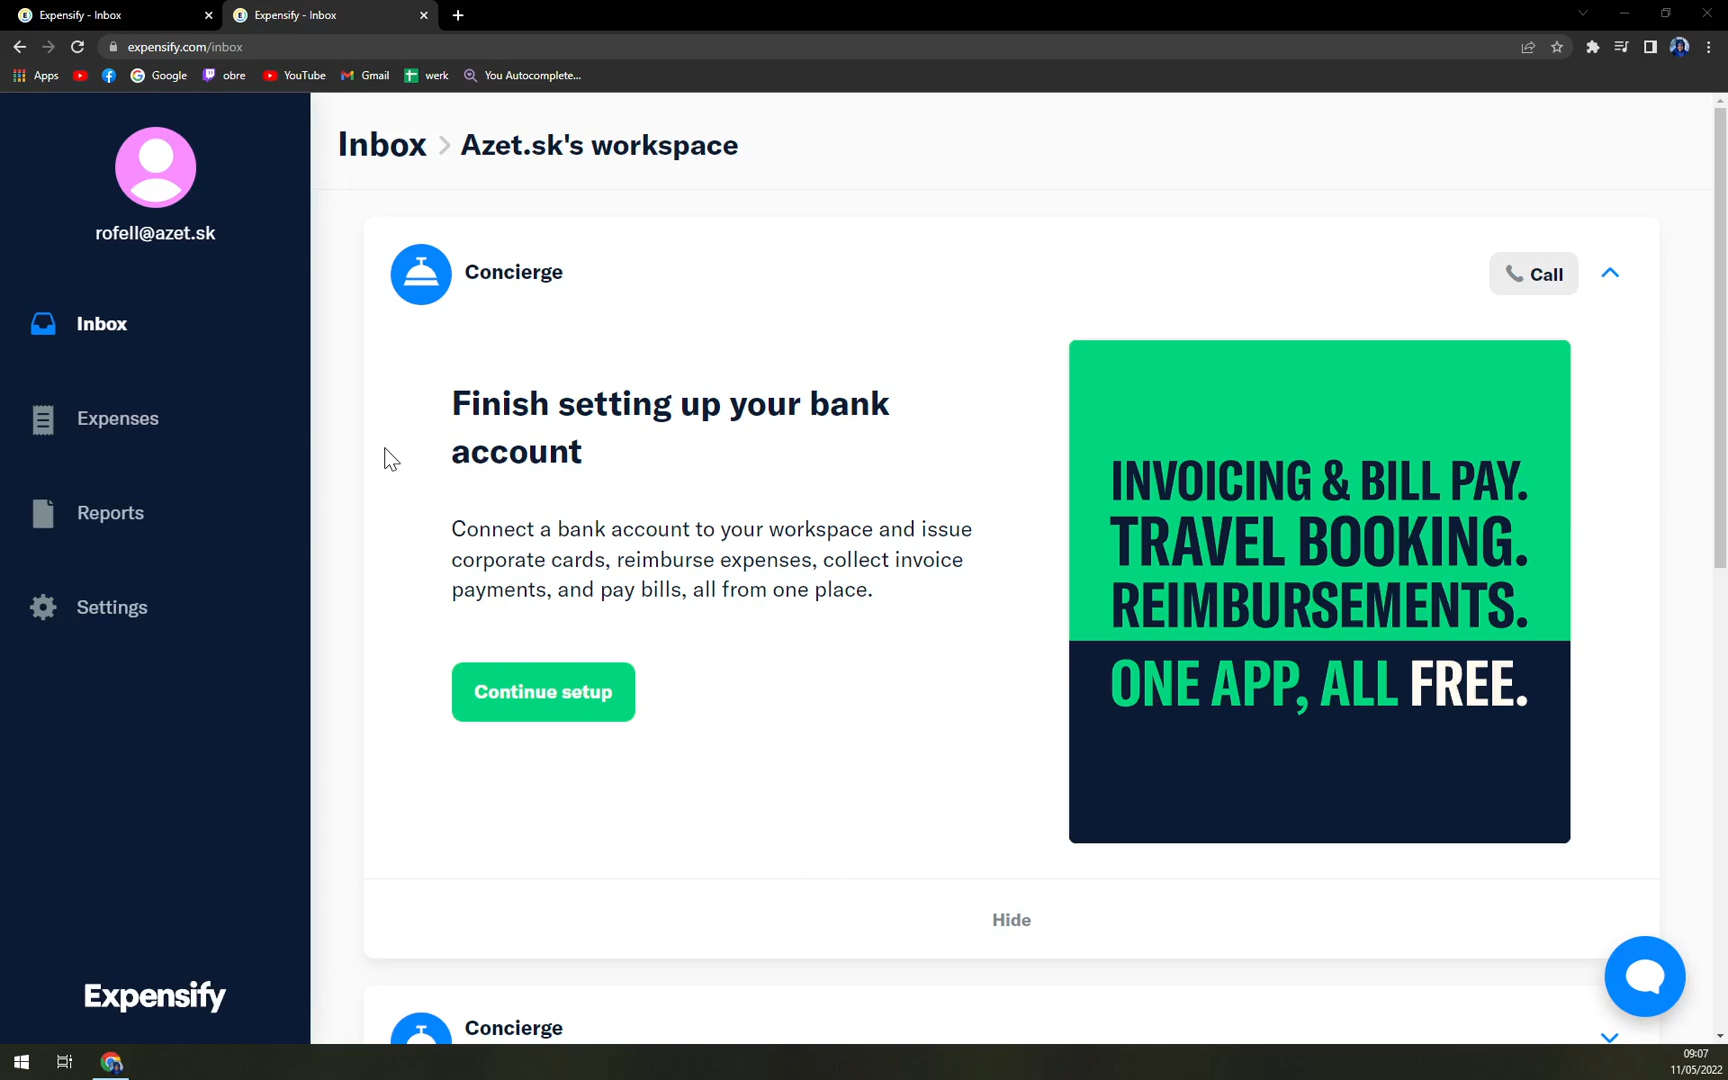 Expensify - Inbox
Expensify - Inbox
expensify.com/inbox
Apps
Google
obre
YouTube
Gmail
werk
You Autocomplete...
rofell@azet.sk
Inbox
Expenses
Reports
Settings
Expensify
Inbox > Azet.sk's workspace
Concierge
Call
Finish setting up your bank
account
Connect a bank account to your workspace and issue
corporate cards, reimburse expenses, collect invoice
payments, and pay bills, all from one place.
Continue setup
INVOICING & BILL PAY.
TRAVEL BOOKING.
REIMBURSEMENTS.
ONE APP, ALL FREE.
Hide
Concierge
09:07
11/05/2022